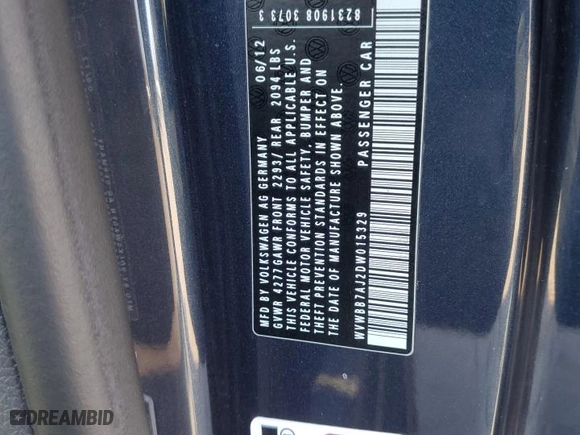 8231908 3073 3
MFD BY VOLKSWAGEN AG GERMANY 06/12
GVWR 4277GAWR FRONT 2293/ REAR 2094 LBS
THIS VEHICLE CONFORMS TO ALL APPLICABLE U.S.
FEDERAL MOTOR VEHICLE SAFETY, BUMPER AND
THEFT PREVENTION STANDARDS IN EFFECT ON
THE DATE OF MANUFACTURE SHOWN ABOVE.
WVWBB7AJ2DW015329 PASSENGER CAR
DREAMBID